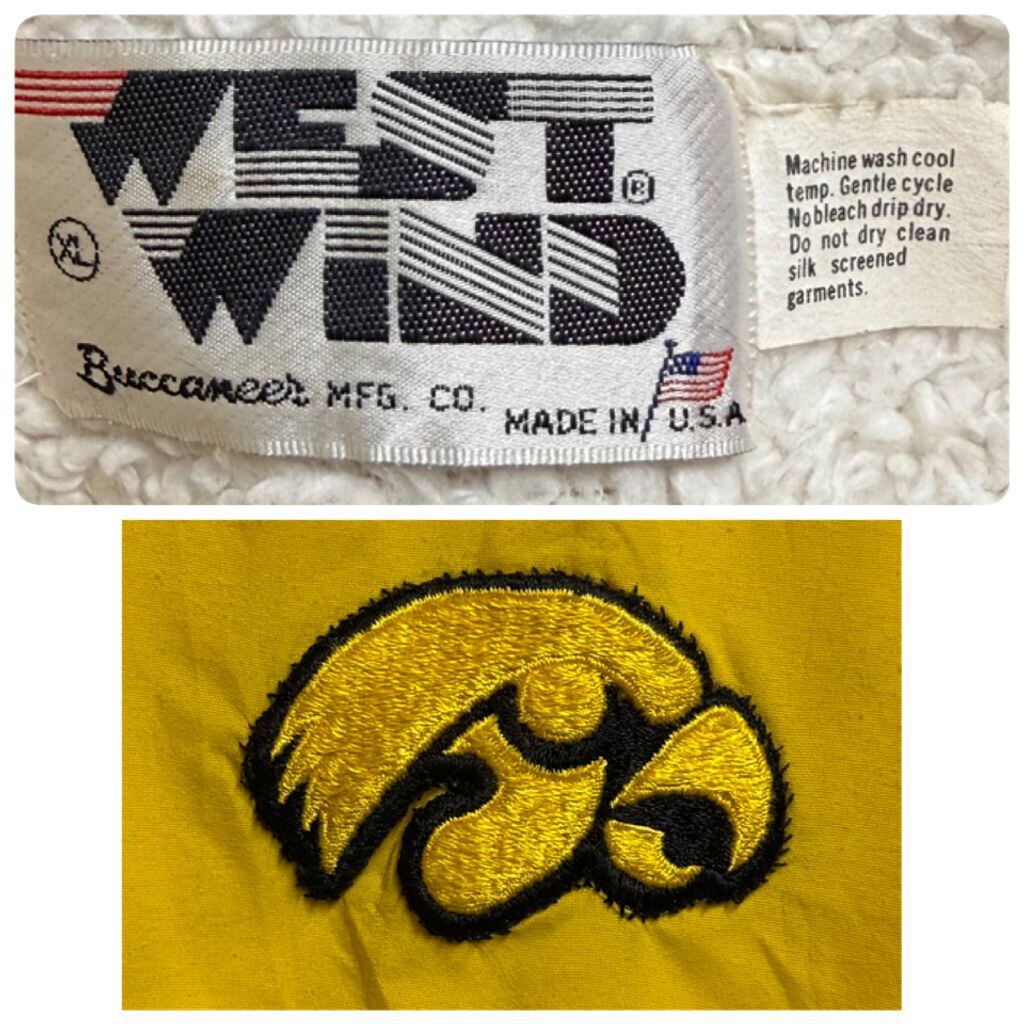 WEST
WIND ®
XL
Buccaneer MFG. CO.
MADE IN U.S.A
Machine wash cool
temp. Gentle cycle
No bleach drip dry.
Do not dry clean
silk screened
garments.